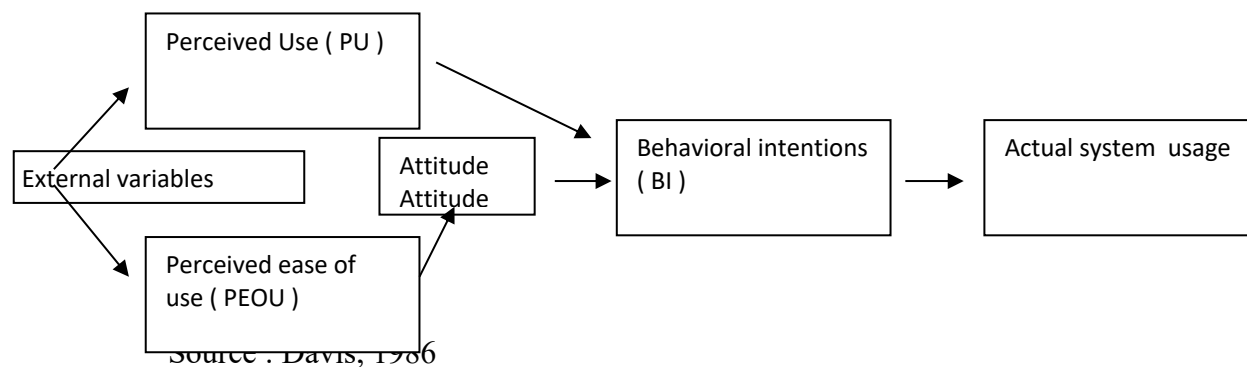 Perceived Use ( PU )
External variables
Attitude
Attitude
Behavioral intentions
( BI )
Actual system usage
Perceived ease of
use ( PEOU )
Source : Davis, 1986